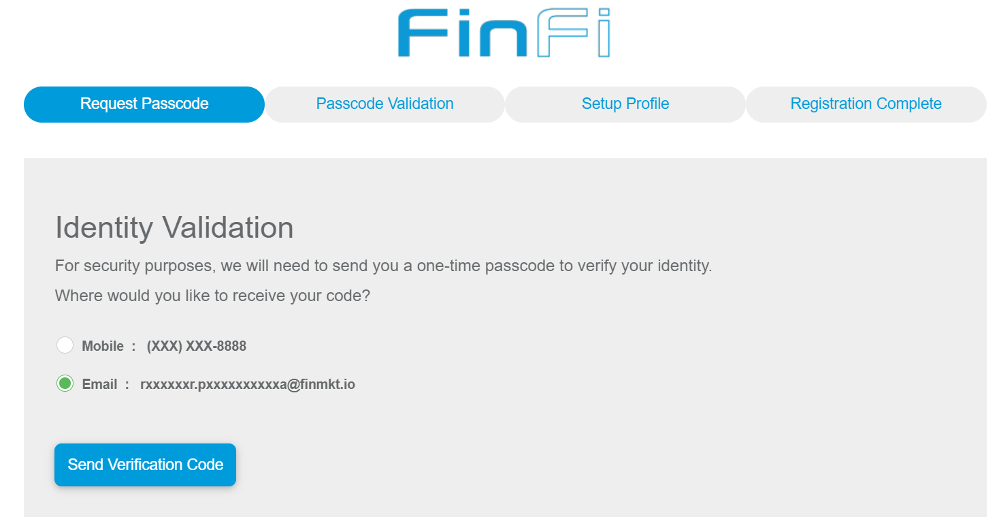 FinFi
Request Passcode
Passcode Validation
Setup Profile
Registration Complete
Identity Validation
For security purposes, we will need to send you a one-time passcode to verify your identity.
Where would you like to receive your code?
Mobile : (XXX) XXX-8888
Email : rxxxxxxr.pxxxxxxxxxxxa@finmkt.io
Send Verification Code